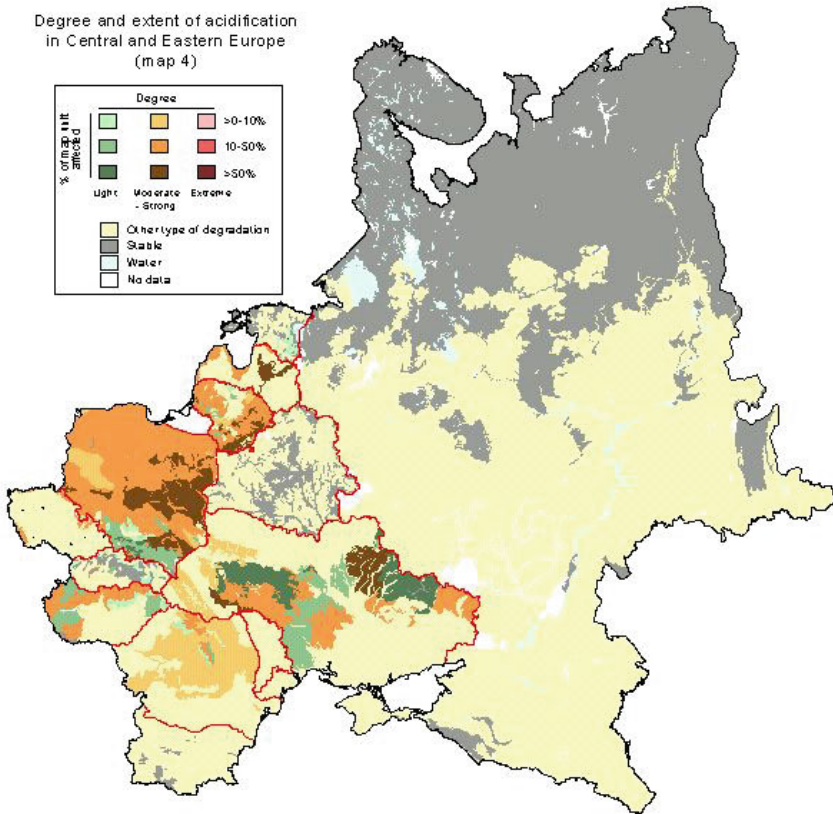 Degree and extent of acidification
in Central and Eastern Europe
(map 4)
Degree
% of map unit
affected
>0-10%
10-50%
>50%
Light
Moderate
- Strong
Extreme
Other type of degradation
Stable
Water
No data